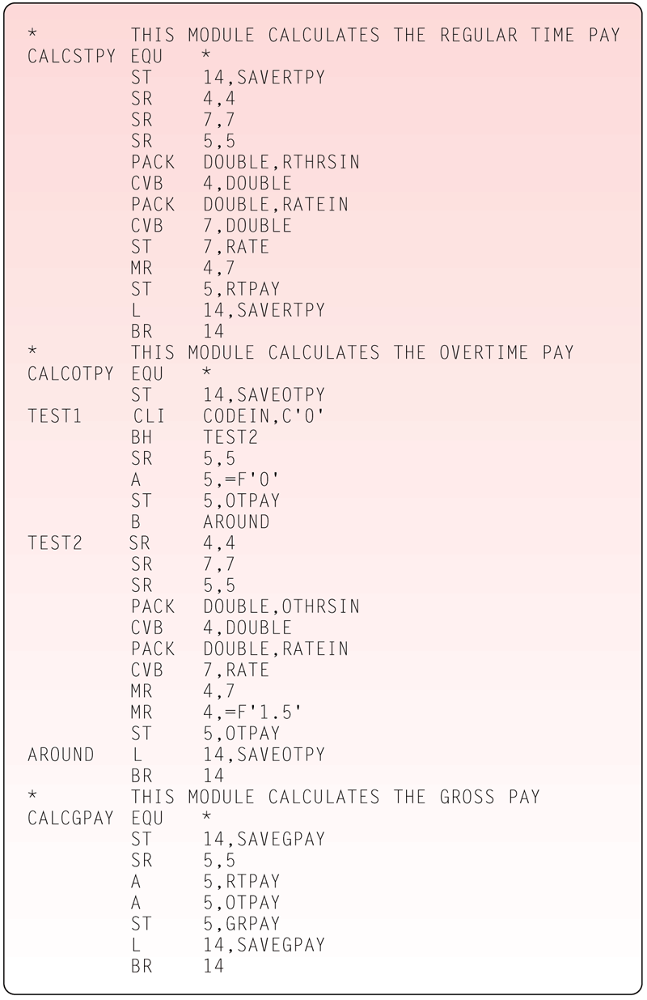 * THIS MODULE CALCULATES THE REGULAR TIME PAY
CALCSTPY EQU *
ST 14,SAVERTPY
SR 4,4
SR 7,7
SR 5,5
PACK DOUBLE,RTHRSIN
CVB 4,DOUBLE
PACK DOUBLE,RATEIN
CVB 7,DOUBLE
ST 7,RATE
MR 4,7
ST 5,RTPAY
L 14,SAVERTPY
BR 14
* THIS MODULE CALCULATES THE OVERTIME PAY
CALCOTPY EQU *
ST 14,SAVEOTPY
TEST1 CLI CODEIN,C'O'
BH TEST2
SR 5,5
A 5,=F'0'
ST 5,OTPAY
B AROUND
TEST2 SR 4,4
SR 7,7
SR 5,5
PACK DOUBLE,OTHRSIN
CVB 4,DOUBLE
PACK DOUBLE,RATEIN
CVB 7,RATE
MR 4,7
MR 4,=F'1.5'
ST 5,OTPAY
AROUND L 14,SAVEOTPY
BR 14
* THIS MODULE CALCULATES THE GROSS PAY
CALCGPAY EQU *
ST 14,SAVEGPAY
SR 5,5
A 5,RTPAY
A 5,OTPAY
ST 5,GRPAY
L 14,SAVEGPAY
BR 14